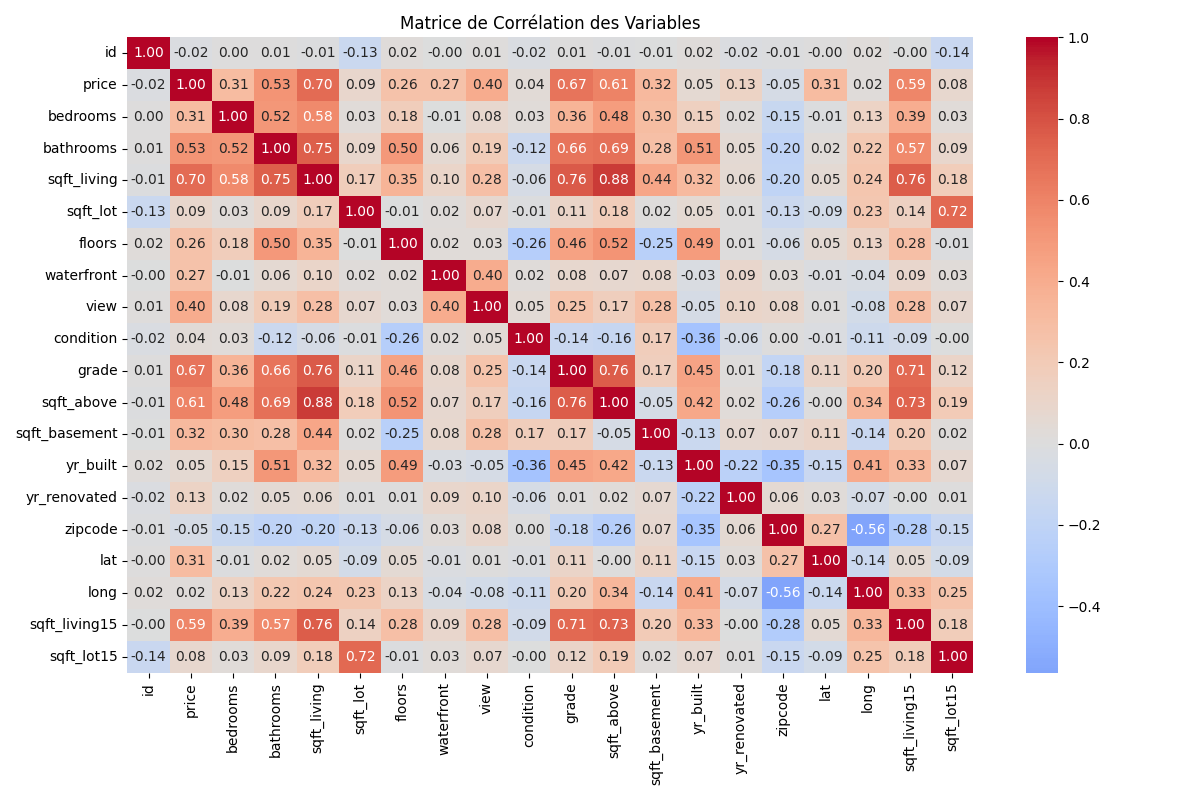 Matrice de Corrélation des Variables
id 1.00 -0.02 0.00 0.01 -0.01 -0.13 0.02 -0.00 0.01 -0.02 0.01 -0.01 -0.01 0.02 -0.02 -0.01 -0.00 0.02 -0.00 -0.14
price -0.02 1.00 0.31 0.53 0.70 0.09 0.26 0.27 0.40 0.04 0.67 0.61 0.32 0.05 0.13 -0.05 0.31 0.02 0.59 0.08
bedrooms 0.00 0.31 1.00 0.52 0.58 0.03 0.18 -0.01 0.08 0.03 0.36 0.48 0.30 0.15 0.02 -0.15 -0.01 0.13 0.39 0.03
bathrooms 0.01 0.53 0.52 1.00 0.75 0.09 0.50 0.06 0.19 -0.12 0.66 0.69 0.28 0.51 0.05 -0.20 0.02 0.22 0.57 0.09
sqft_living -0.01 0.70 0.58 0.75 1.00 0.17 0.35 0.10 0.28 -0.06 0.76 0.88 0.44 0.32 0.06 -0.20 0.05 0.24 0.76 0.18
sqft_lot -0.13 0.09 0.03 0.09 0.17 1.00 -0.01 0.02 0.07 -0.01 0.11 0.18 0.02 0.05 0.01 -0.13 -0.09 0.23 0.14 0.72
floors 0.02 0.26 0.18 0.50 0.35 -0.01 1.00 0.02 0.03 -0.26 0.46 0.52 -0.25 0.49 0.01 -0.06 0.05 0.13 0.28 -0.01
waterfront -0.00 0.27 -0.01 0.06 0.10 0.02 0.02 1.00 0.40 0.02 0.08 0.07 0.08 -0.03 0.09 0.03 -0.01 -0.04 0.09 0.03
view 0.01 0.40 0.08 0.19 0.28 0.07 0.03 0.40 1.00 0.05 0.25 0.17 0.28 -0.05 0.10 0.08 0.01 -0.08 0.28 0.07
condition -0.02 0.04 0.03 -0.12 -0.06 -0.01 -0.26 0.02 0.05 1.00 -0.14 -0.16 0.17 -0.36 -0.06 0.00 -0.01 -0.11 -0.09 -0.00
grade 0.01 0.67 0.36 0.66 0.76 0.11 0.46 0.08 0.25 -0.14 1.00 0.76 0.17 0.45 0.01 -0.18 0.11 0.20 0.71 0.12
sqft_above -0.01 0.61 0.48 0.69 0.88 0.18 0.52 0.07 0.17 -0.16 0.76 1.00 -0.05 0.42 0.02 -0.26 -0.00 0.34 0.73 0.19
sqft_basement -0.01 0.32 0.30 0.28 0.44 0.02 -0.25 0.08 0.28 0.17 0.17 -0.05 1.00 -0.13 0.07 0.07 0.11 -0.14 0.20 0.02
yr_built 0.02 0.05 0.15 0.51 0.32 0.05 0.49 -0.03 -0.05 -0.36 0.45 0.42 -0.13 1.00 -0.22 -0.35 -0.15 0.41 0.33 0.07
yr_renovated -0.02 0.13 0.02 0.05 0.06 0.01 0.01 0.09 0.10 -0.06 0.01 0.02 0.07 -0.22 1.00 0.06 0.03 -0.07 -0.00 0.01
zipcode -0.01 -0.05 -0.15 -0.20 -0.20 -0.13 -0.06 0.03 0.08 0.00 -0.18 -0.26 0.07 -0.35 0.06 1.00 0.27 -0.56 -0.28 -0.15
lat -0.00 0.31 -0.01 0.02 0.05 -0.09 0.05 -0.01 0.01 -0.01 0.11 -0.00 0.11 -0.15 0.03 0.27 1.00 -0.14 0.05 -0.09
long 0.02 0.02 0.13 0.22 0.24 0.23 0.13 -0.04 -0.08 -0.11 0.20 0.34 -0.14 0.41 -0.07 -0.56 -0.14 1.00 0.33 0.25
sqft_living15 -0.00 0.59 0.39 0.57 0.76 0.14 0.28 0.09 0.28 -0.09 0.71 0.73 0.20 0.33 -0.00 -0.28 0.05 0.33 1.00 0.18
sqft_lot15 -0.14 0.08 0.03 0.09 0.18 0.72 -0.01 0.03 0.07 -0.00 0.12 0.19 0.02 0.07 0.01 -0.15 -0.09 0.25 0.18 1.00
id price bedrooms bathrooms sqft_living sqft_lot floors waterfront view condition grade sqft_above sqft_basement yr_built yr_renovated zipcode lat long sqft_living15 sqft_lot15
1.0
0.8
0.6
0.4
0.2
0.0
−0.2
−0.4